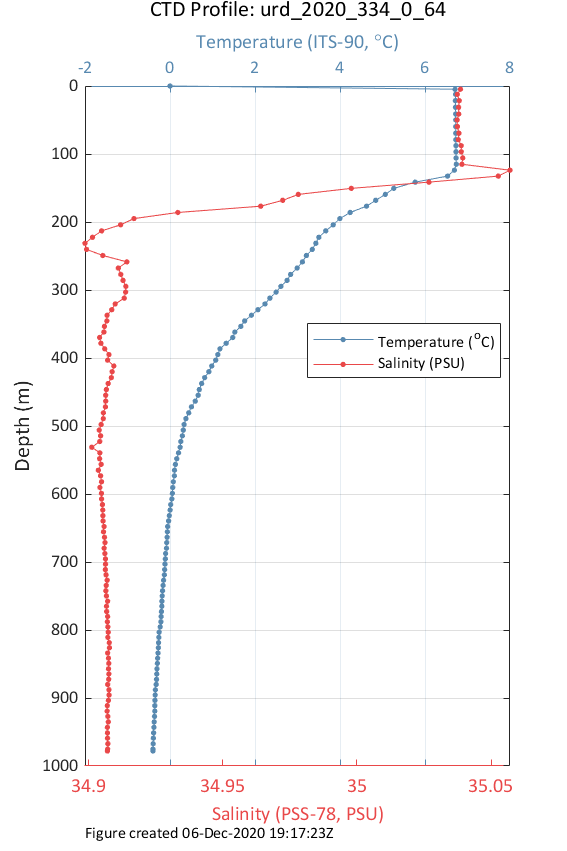 CTD Profile: urd_2020_334_0_64
Temperature (ITS-90, °C)
-2 0 2 4 6 8
0
100
200
300
400
500
600
700
800
900
1000
Depth (m)
Temperature (°C)
Salinity (PSU)
34.9 34.95 35 35.05
Salinity (PSS-78, PSU)
Figure created 06-Dec-2020 19:17:23Z